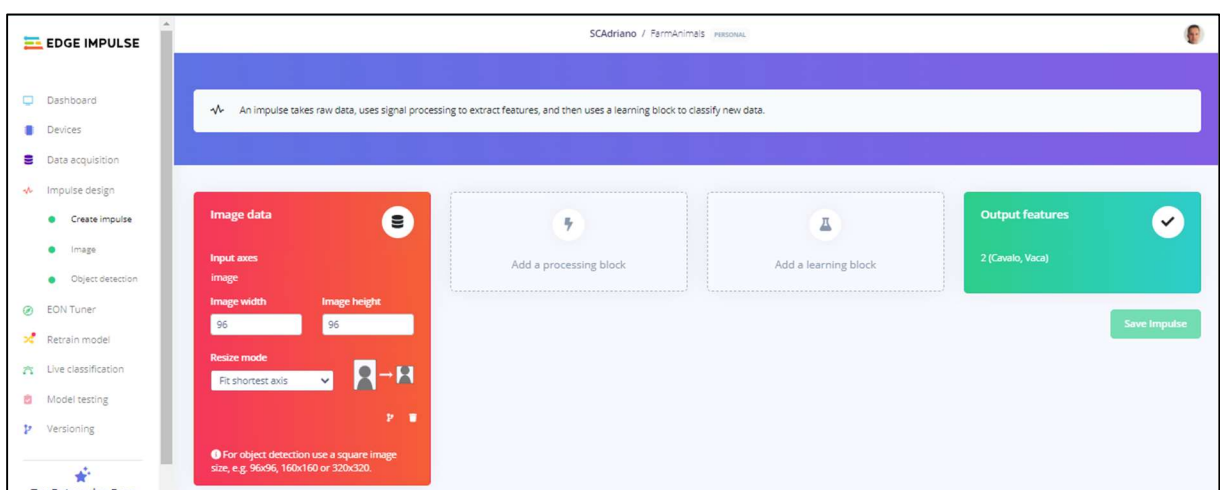 EDGE IMPULSE
SCAdriano / FarmAnimals PERSONAL
Dashboard
Devices
Data acquisition
Impulse design
Create impulse
Image
Object detection
EON Tuner
Retrain model
Live classification
Model testing
Versioning
An impulse takes raw data, uses signal processing to extract features, and then uses a learning block to classify new data.
Image data
Input axes
image
Image width Image height
96 96
Resize mode
Fit shortest axis
For object detection use a square image
size, e.g. 96x96, 160x160 or 320x320.
Add a processing block
Add a learning block
Output features
2 (Cavalo, Vaca)
Save Impulse